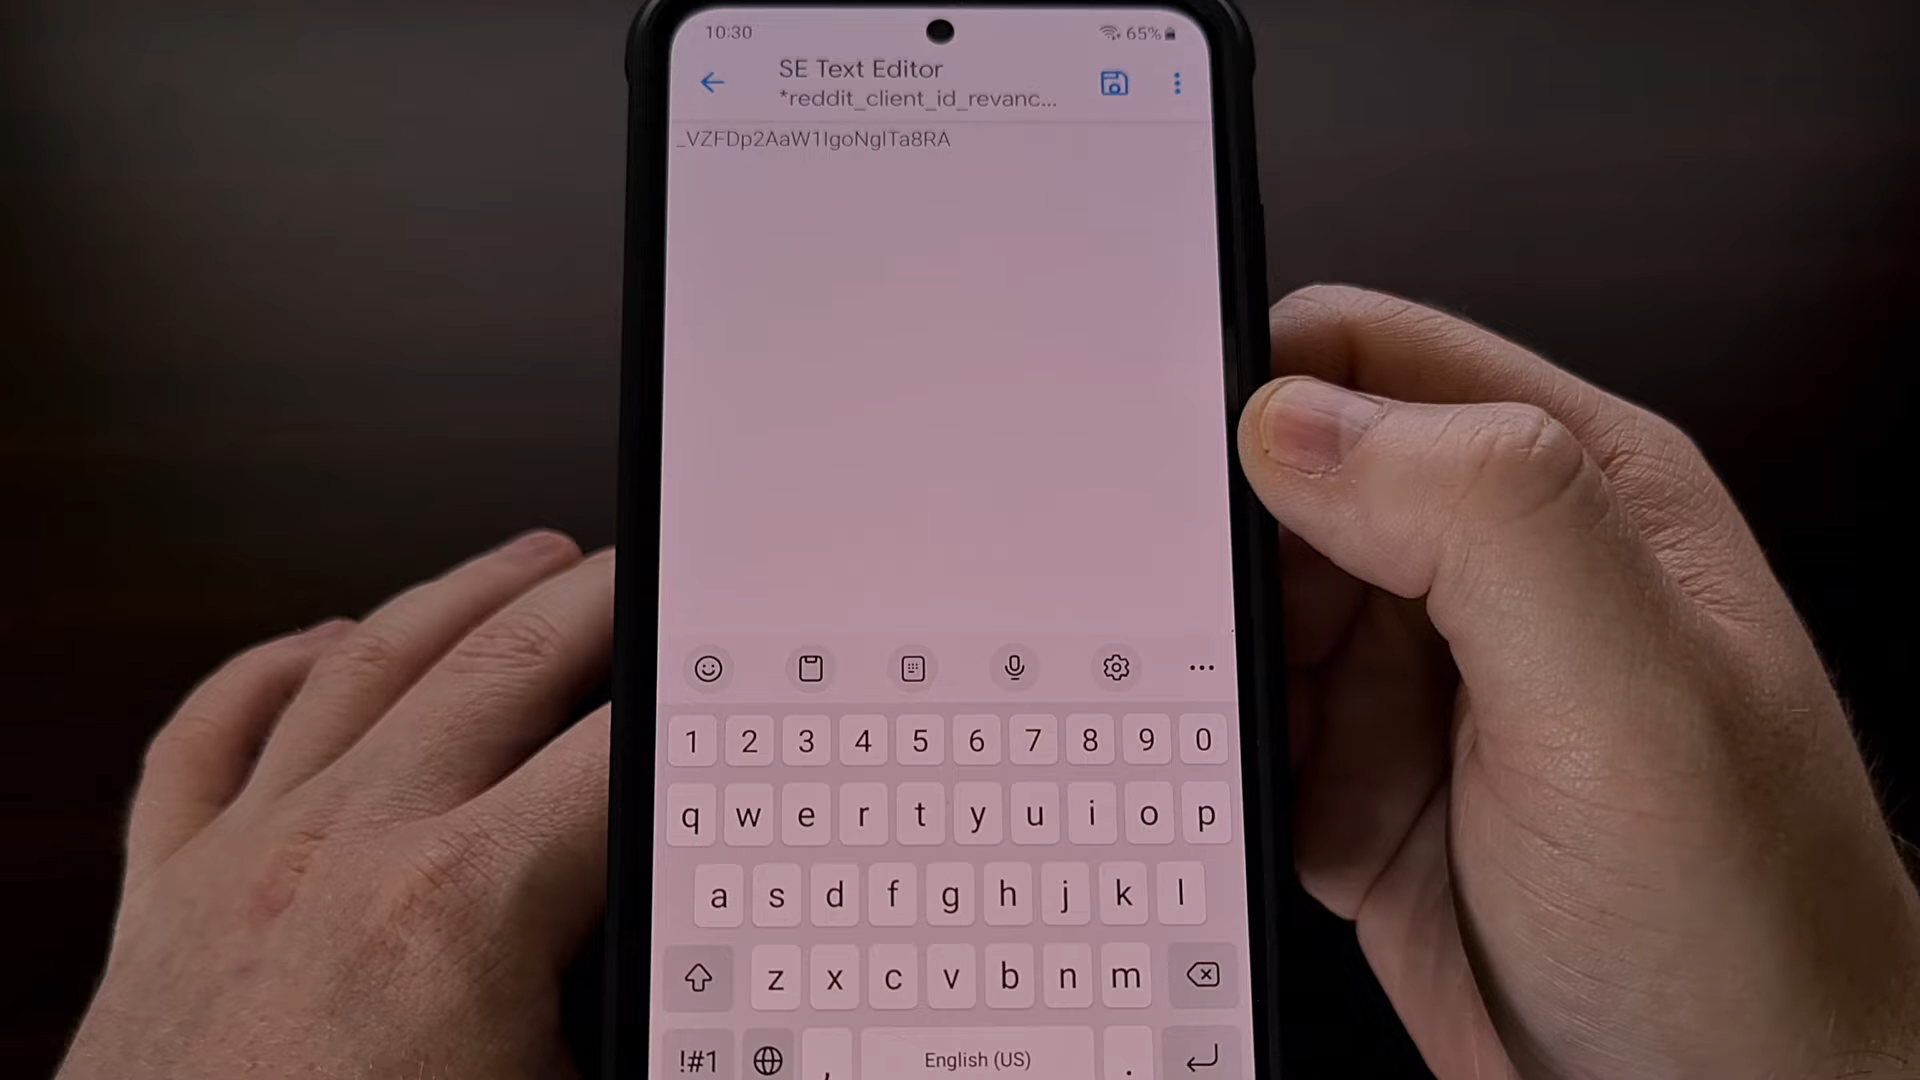 10:30
65%
SE Text Editor
*reddit_client_id_revanc...
_VZFDp2AaW1IgoNglTa8RA
1 2 3 4 5 6 7 8 9 0
q w e r t y u i o p
a s d f g h j k l
z x c v b n m
!#1 , English (US) .